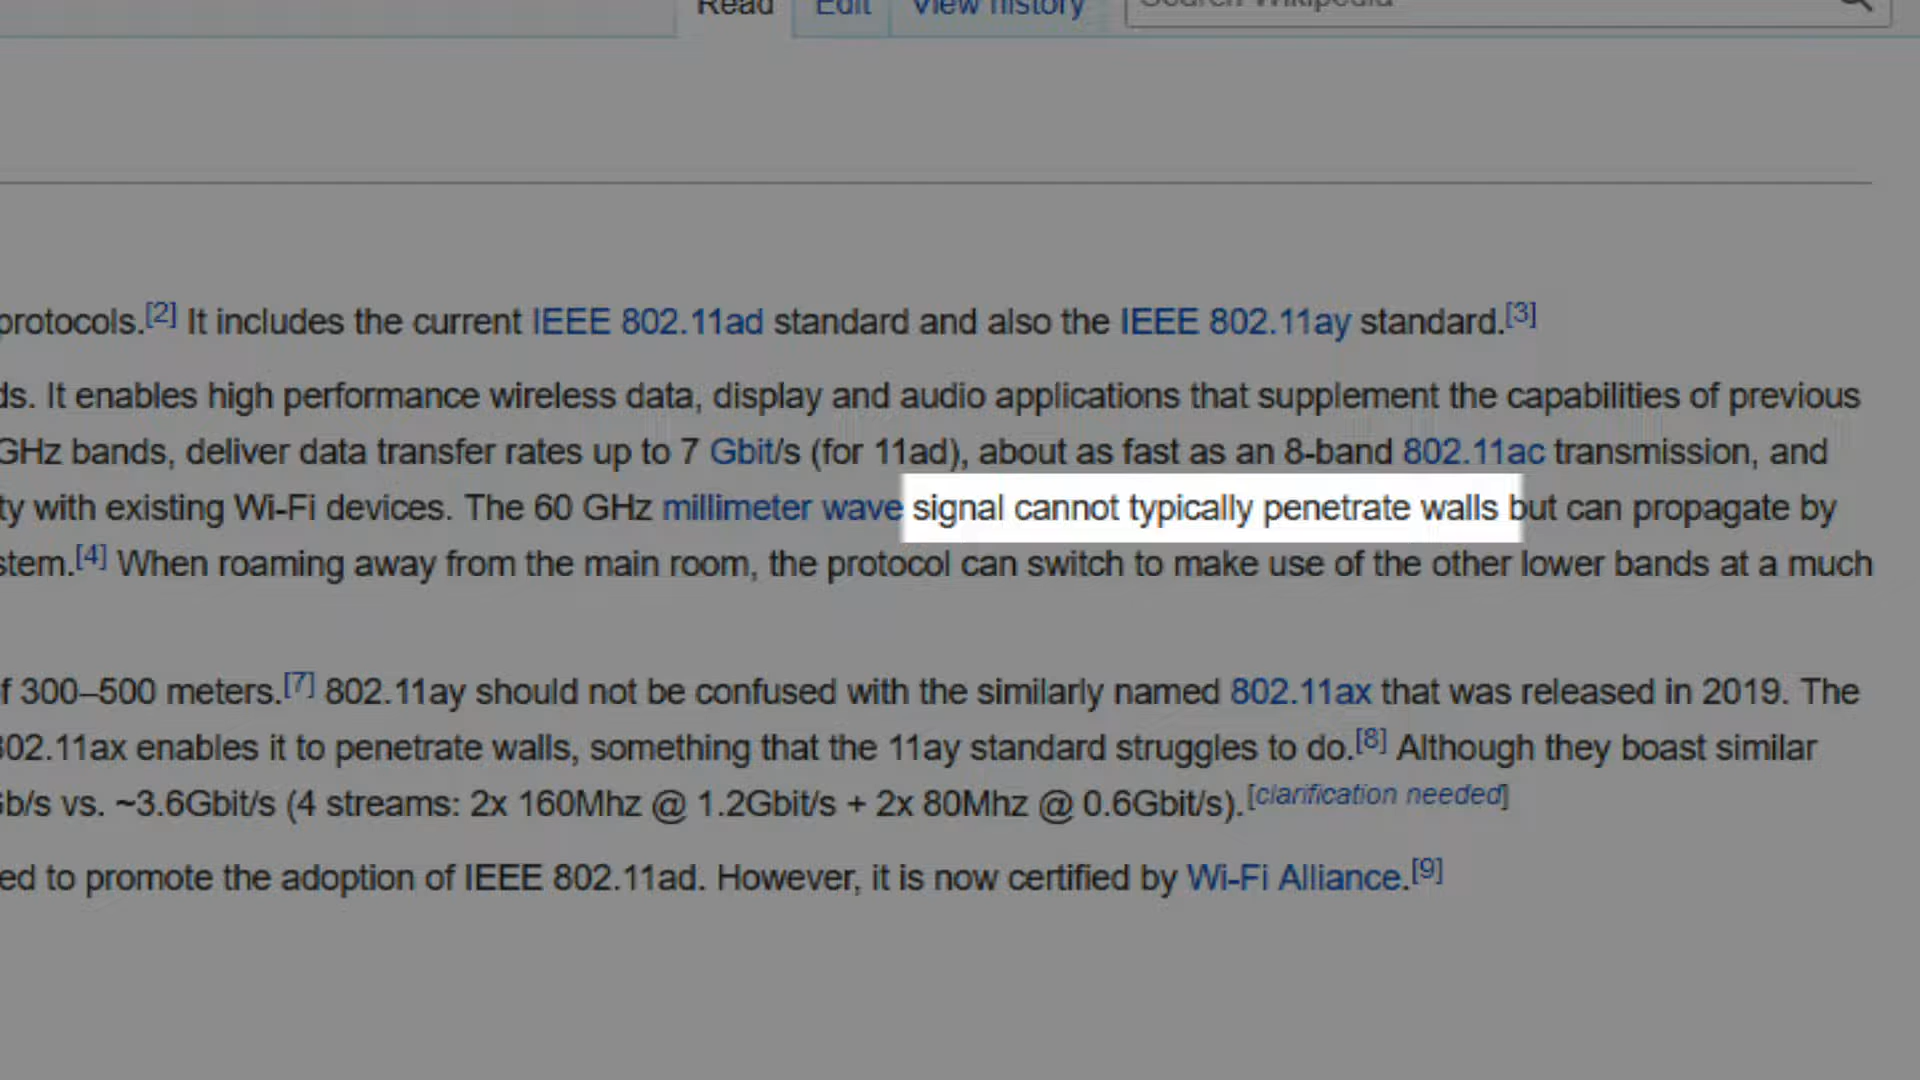 Read Edit View history Search Wikipedia
protocols.[2] It includes the current IEEE 802.11ad standard and also the IEEE 802.11ay standard.[3]
ds. It enables high performance wireless data, display and audio applications that supplement the capabilities of previous
GHz bands, deliver data transfer rates up to 7 Gbit/s (for 11ad), about as fast as an 8-band 802.11ac transmission, and
ty with existing Wi-Fi devices. The 60 GHz millimeter wave signal cannot typically penetrate walls but can propagate by
stem.[4] When roaming away from the main room, the protocol can switch to make use of the other lower bands at a much
f 300–500 meters.[7] 802.11ay should not be confused with the similarly named 802.11ax that was released in 2019. The
802.11ax enables it to penetrate walls, something that the 11ay standard struggles to do.[8] Although they boast similar
Gb/s vs. ~3.6Gbit/s (4 streams: 2x 160Mhz @ 1.2Gbit/s + 2x 80Mhz @ 0.6Gbit/s).[clarification needed]
ed to promote the adoption of IEEE 802.11ad. However, it is now certified by Wi-Fi Alliance.[9]